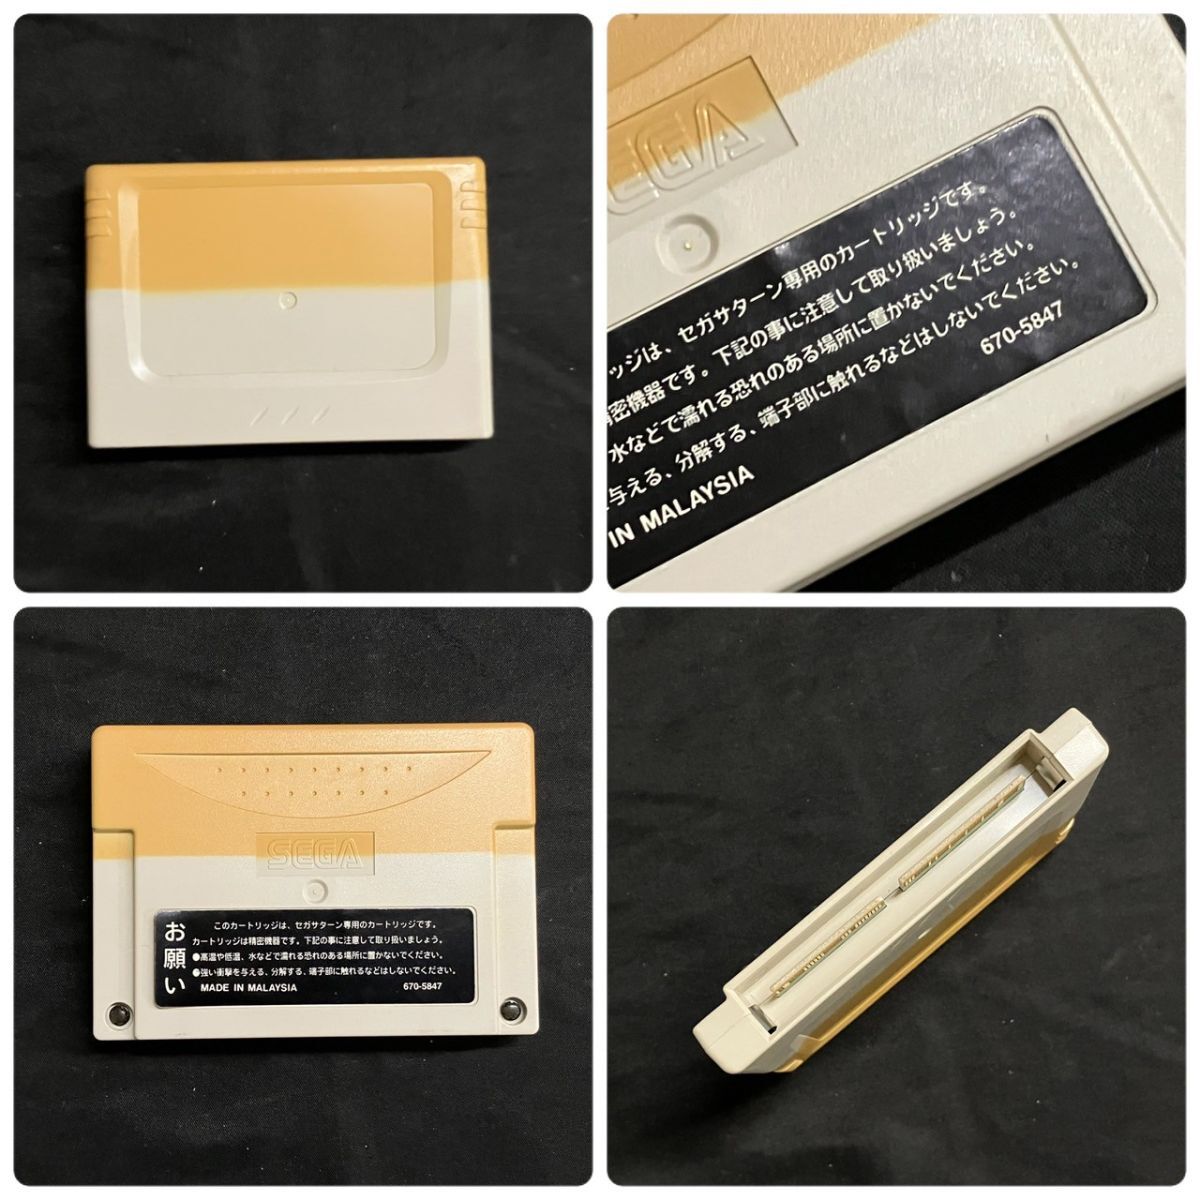 EGA
ッジは、セガサターン専用のカートリッジです。
精密機器です。下記の事に注意して取り扱いましょう。
水などで濡れる恐れのある場所に置かないでください。
与える、分解する、端子部に触れるなどはしないでください。
IN MALAYSIA
670-5847
SEGA
お願い
このカートリッジは、セガサターン専用のカートリッジです。
カートリッジは精密機器です。下記の事に注意して取り扱いましょう。
●高湿や低温、水などで濡れる恐れのある場所に置かないでください。
●強い衝撃を与える、分解する、端子部に触れるなどはしないでください。
MADE IN MALAYSIA
670-5847